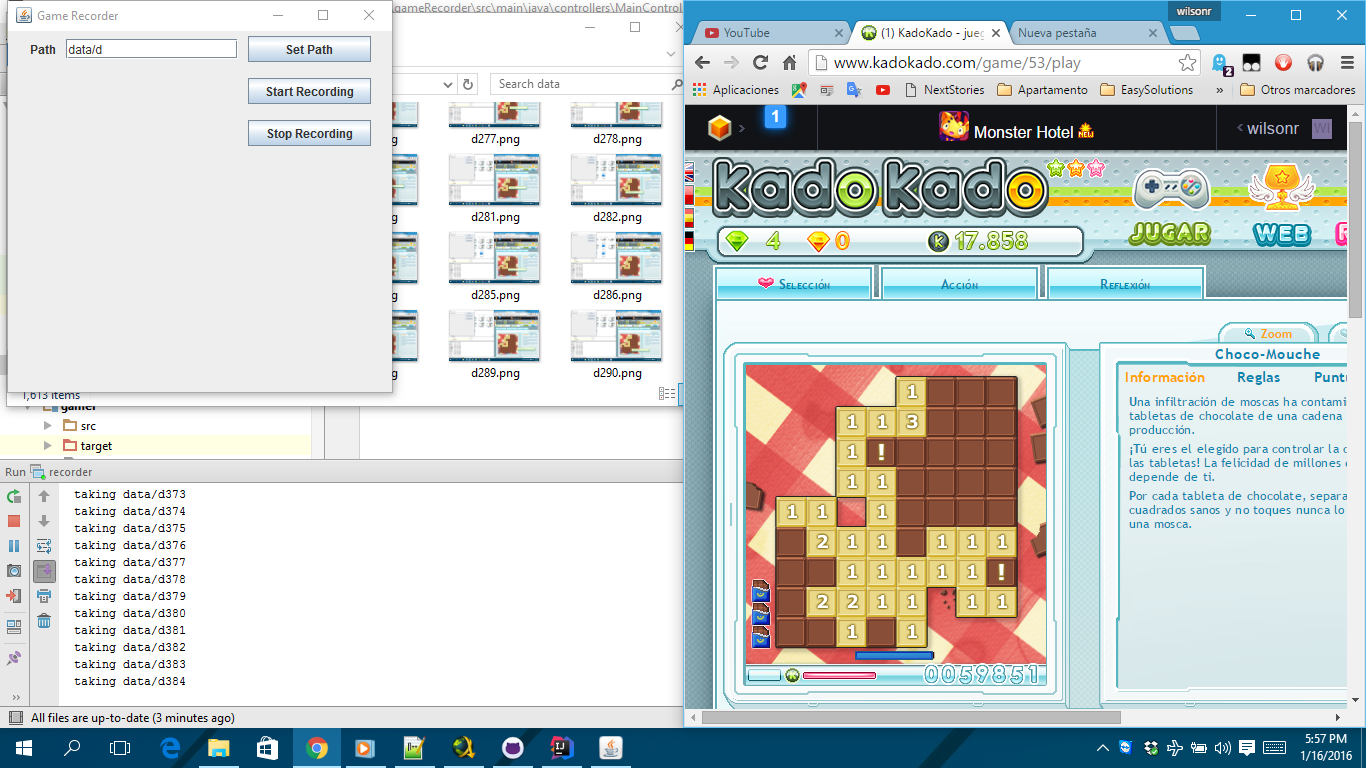 Game Recorder
Path data/d Set Path
Start Recording
Stop Recording
.gameRecorder\src\main\java\controllers\MainControl
Search data
d277.png d278.png
g d281.png d282.png
g d285.png d286.png
g d289.png d290.png
1,613 items
gamer
src
target
Run recorder
taking data/d373
taking data/d374
taking data/d375
taking data/d376
taking data/d377
taking data/d378
taking data/d379
taking data/d380
taking data/d381
taking data/d382
taking data/d383
taking data/d384
»
All files are up-to-date (3 minutes ago)
wilsonr
YouTube (1) KadoKado - jueg Nueva pestaña
www.kadokado.com/game/53/play
2
Aplicaciones NextStories Apartamento EasySolutions » Otros marcadores
1 Monster Hotel NEW wilsonr WI
KadoKado
JUGAR WEB
4 0 K 17.858
Selección Acción Reflexión
Zoom
Choco-Mouche
Información Reglas Puntu
Una infiltración de moscas ha contami
tabletas de chocolate de una cadena
producción.
¡Tú eres el elegido para controlar la c
las tabletas! La felicidad de millones
depende de ti.
Por cada tableta de chocolate, separa
cuadrados sanos y no toques nunca lo
una mosca.
1
1 1 3
1 !
1 1
1 1 1
2 1 1 1 1 1
1 1 1 1 1 !
2 2 1 1 1 1
1 1
0059851
5:57 PM
1/16/2016